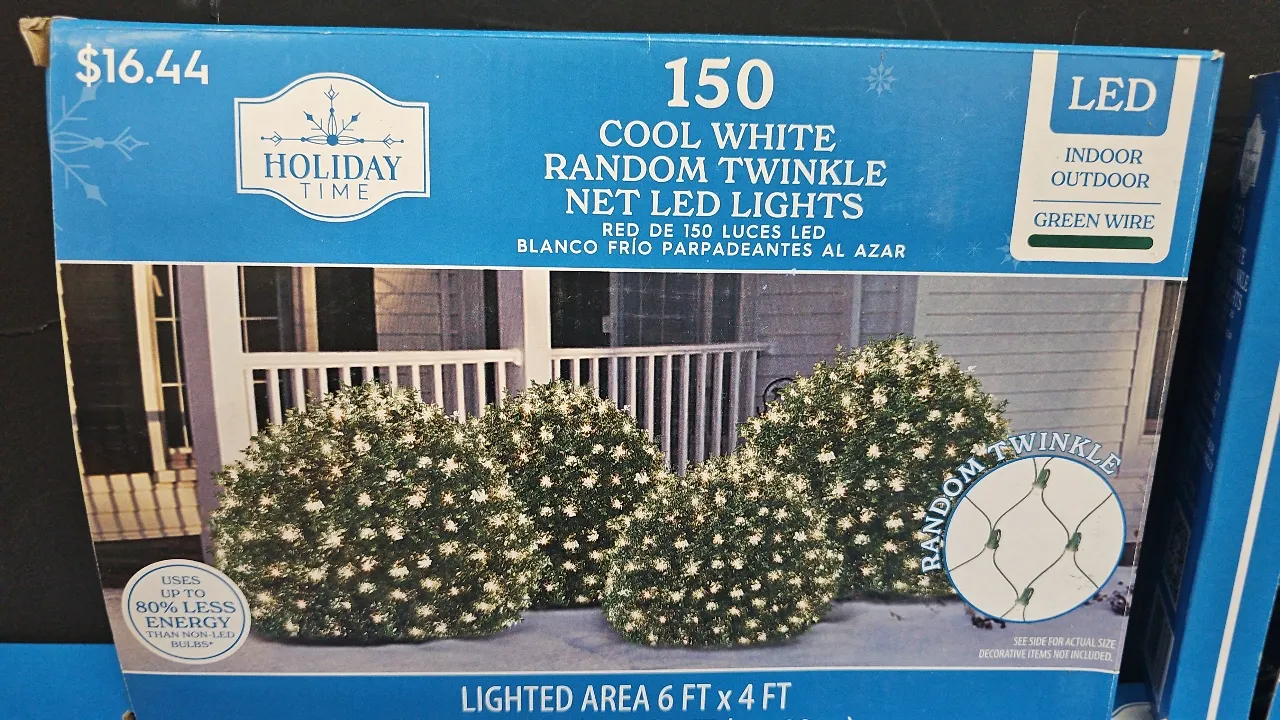 $16.44
HOLIDAY
TIME
150
COOL WHITE
RANDOM TWINKLE
NET LED LIGHTS
RED DE 150 LUCES LED
BLANCO FRÍO PARPADEANTES AL AZAR
LED
INDOOR
OUTDOOR
GREEN WIRE
RANDOM TWINKLE
USES
UP TO
80% LESS
ENERGY
THAN NON-LED
BULBS*
SEE SIDE FOR ACTUAL SIZE
DECORATIVE ITEMS NOT INCLUDED.
LIGHTED AREA 6 FT x 4 FT